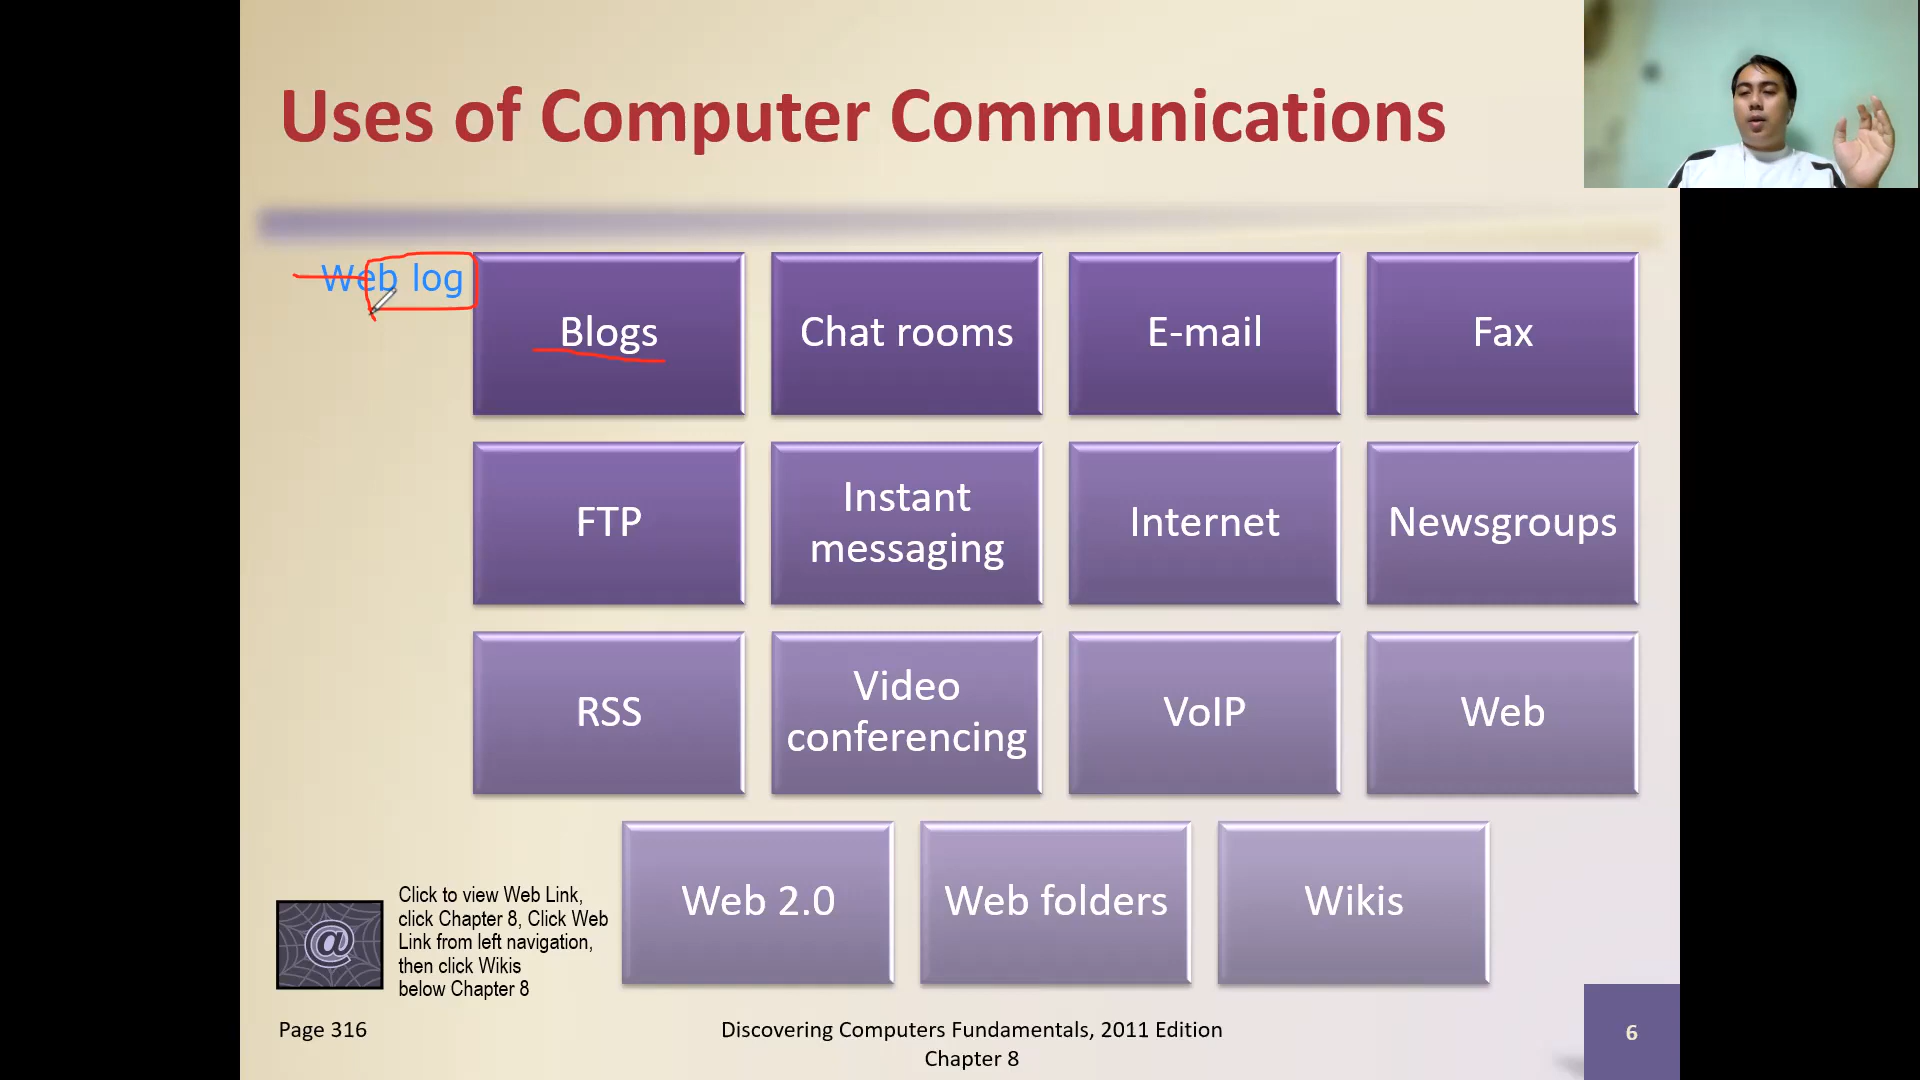 Uses of Computer Communications
Web log
Blogs
Chat rooms
E-mail
Fax
FTP
Instant
messaging
Internet
Newsgroups
RSS
Video
conferencing
VoIP
Web
Web 2.0
Web folders
Wikis
@
Click to view Web Link,
click Chapter 8, Click Web
Link from left navigation,
then click Wikis
below Chapter 8
Page 316
Discovering Computers Fundamentals, 2011 Edition
Chapter 8
6